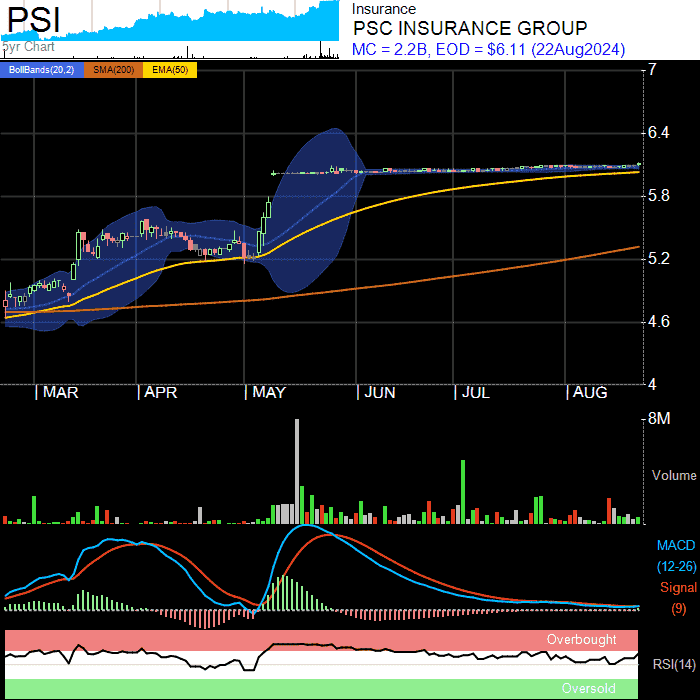 PSI
5yr Chart
Insurance
PSC INSURANCE GROUP
MC = 2.2B, EOD = $6.11 (22Aug2024)
BollBands(20,2) SMA(200) EMA(50)
7
6.4
5.8
5.2
4.6
4
MAR APR MAY JUN JUL AUG
8M
Volume
MACD
(12-26)
Signal
(9)
Overbought
RSI(14)
Oversold